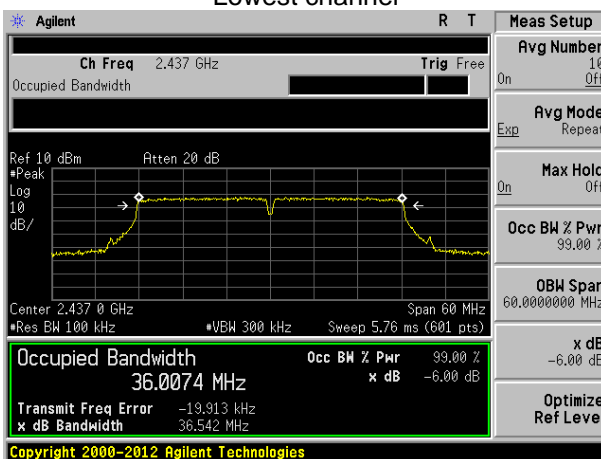 Lowest channel
Agilent R T
Ch Freq 2.437 GHz Trig Free
Occupied Bandwidth
Ref 10 dBm Atten 20 dB
#Peak
Log
10
dB/
Center 2.437 0 GHz Span 60 MHz
#Res BW 100 kHz #VBW 300 kHz Sweep 5.76 ms (601 pts)
Occupied Bandwidth Occ BW % Pwr 99.00 %
36.0074 MHz x dB -6.00 dB
Transmit Freq Error -19.913 kHz
x dB Bandwidth 36.542 MHz
Copyright 2000-2012 Agilent Technologies
Meas Setup
Avg Number
10
On Off
Avg Mode
Exp Repeat
Max Hold
On Off
Occ BW % Pwr
99.00 %
OBW Span
60.0000000 MHz
x dB
-6.00 dB
Optimize
Ref Level